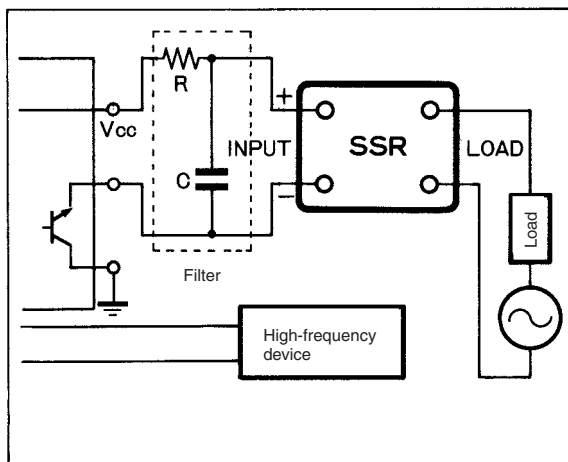 R
Vcc
+
INPUT
SSR
LOAD
C
−
Filter
Load
High-frequency
device